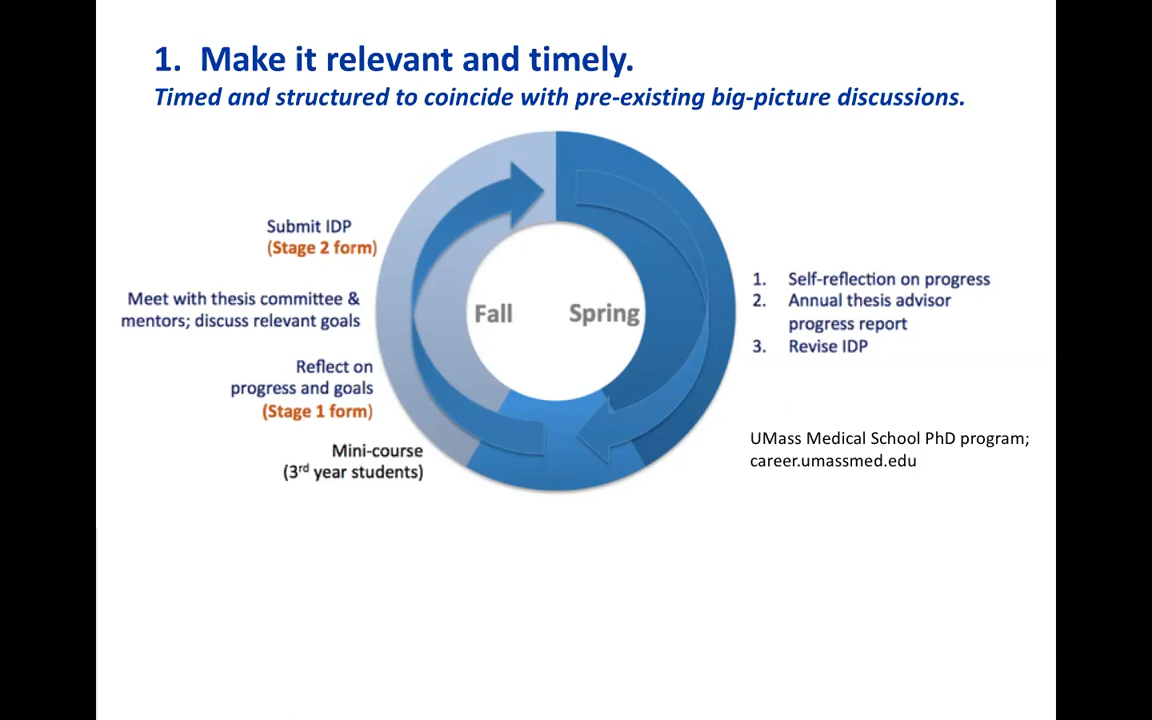 1. Make it relevant and timely.
Timed and structured to coincide with pre-existing big-picture discussions.
Submit IDP
(Stage 2 form)
Meet with thesis committee &
mentors; discuss relevant goals
Reflect on
progress and goals
(Stage 1 form)
Mini-course
(3rd year students)
Fall
Spring
1. Self-reflection on progress
2. Annual thesis advisor
progress report
3. Revise IDP
UMass Medical School PhD program;
career.umassmed.edu